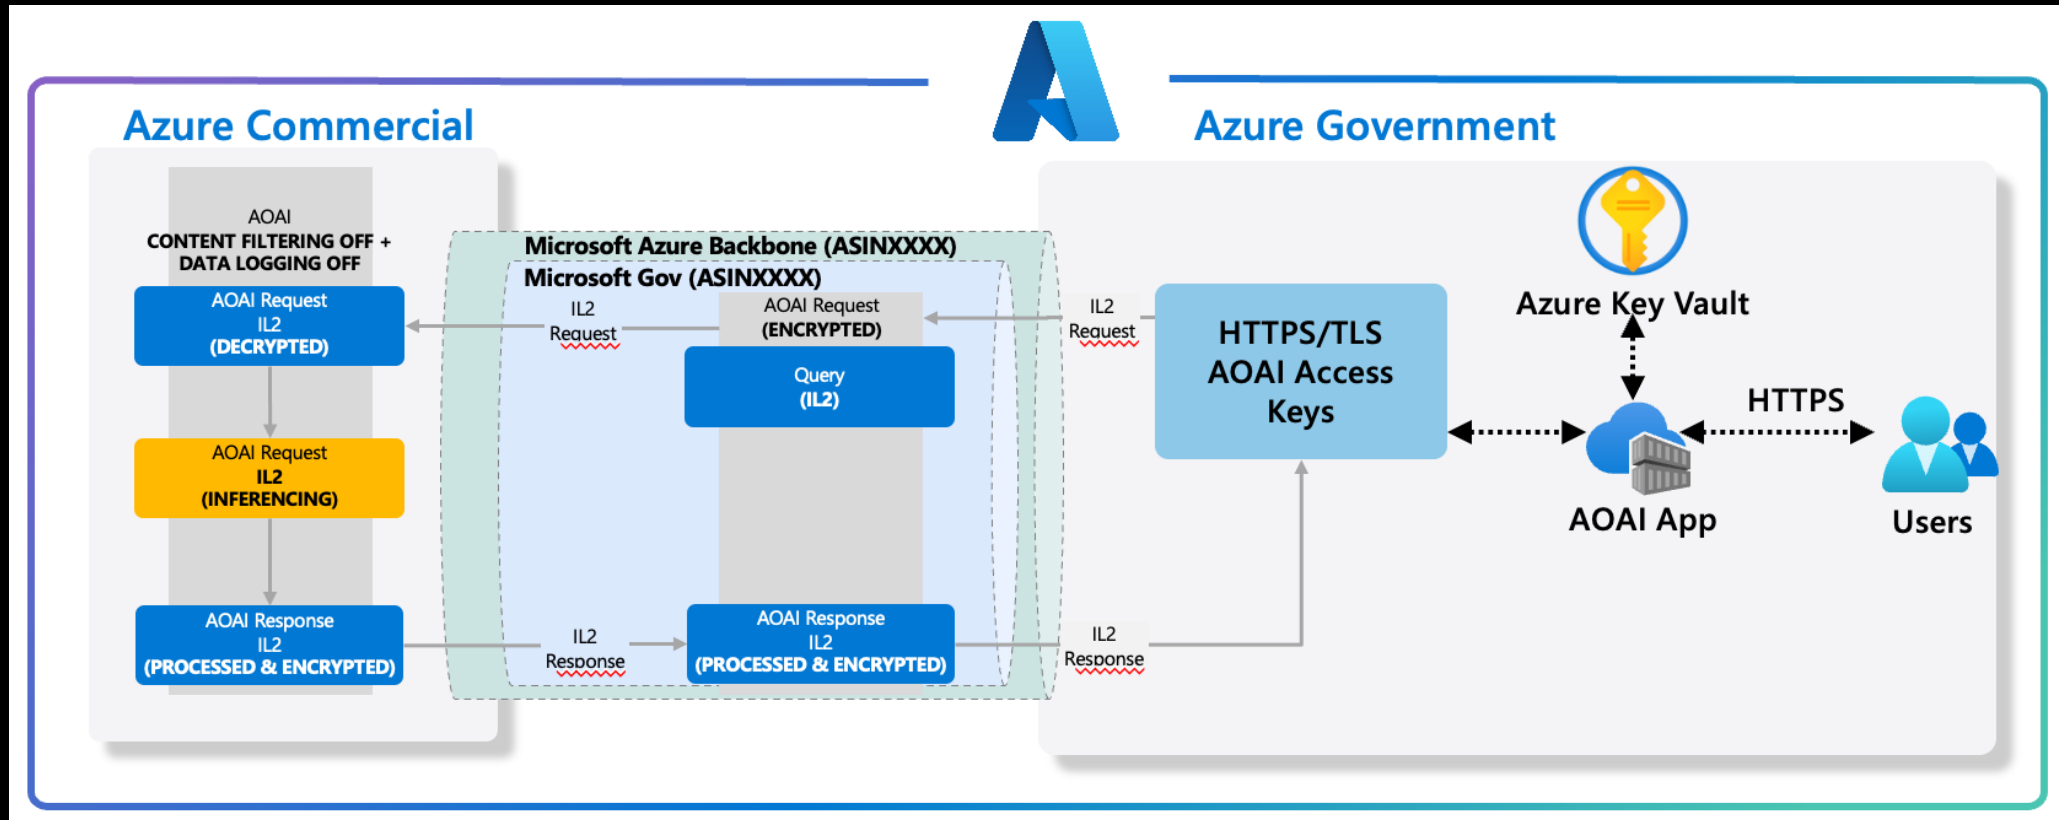 Azure Commercial
AOAI
CONTENT FILTERING OFF +
DATA LOGGING OFF
AOAI Request
IL2
(DECRYPTED)
AOAI Request
IL2
(INFERENCING)
AOAI Response
IL2
(PROCESSED & ENCRYPTED)
Microsoft Azure Backbone (ASINXXXX)
Microsoft Gov (ASINXXXX)
IL2
Request
AOAI Request
(ENCRYPTED)
Query
(IL2)
IL2
Response
AOAI Response
IL2
(PROCESSED & ENCRYPTED)
Azure Government
IL2
Request
HTTPS/TLS
AOAI Access
Keys
IL2
Response
Azure Key Vault
HTTPS
AOAI App
Users